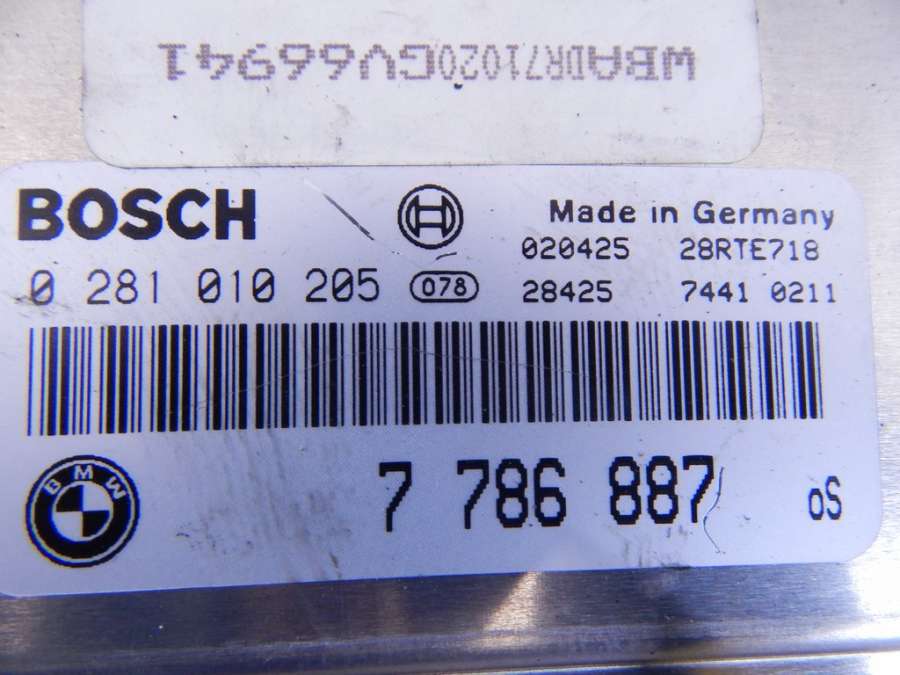 WBADR71020GV66941
BOSCH
Made in Germany
020425 28RTE718
0 281 010 205 078 28425 7441 0211
BMW
7 786 887 oS